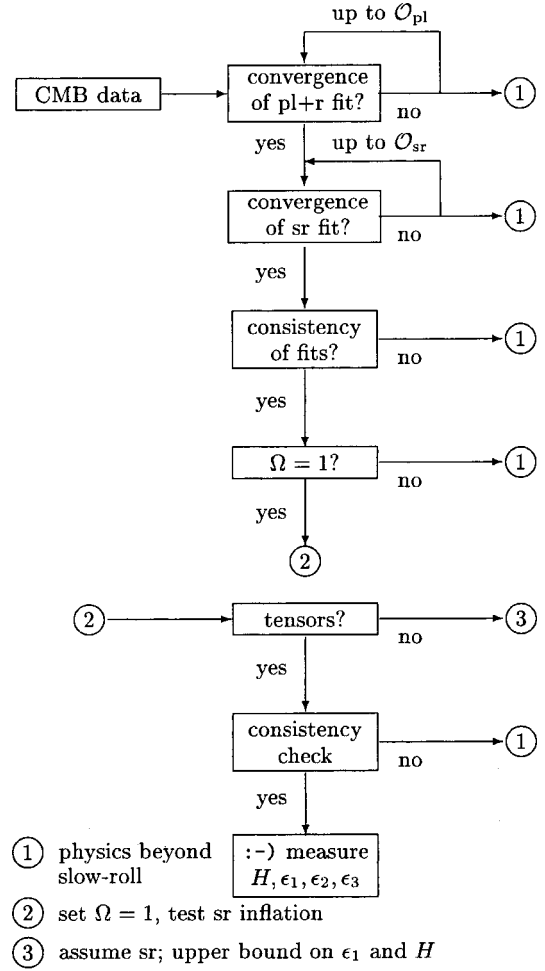 up to 𝒪pl
CMB data
convergence
of pl+r fit?
no
1
yes
up to 𝒪sr
convergence
of sr fit?
no
1
yes
consistency
of fits?
no
1
yes
Ω = 1?
no
1
yes
2
2
tensors?
no
3
yes
consistency
check
no
1
yes
:-) measure
H, ϵ1, ϵ2, ϵ3
1 physics beyond
slow-roll
2 set Ω = 1, test sr inflation
3 assume sr; upper bound on ϵ1 and H